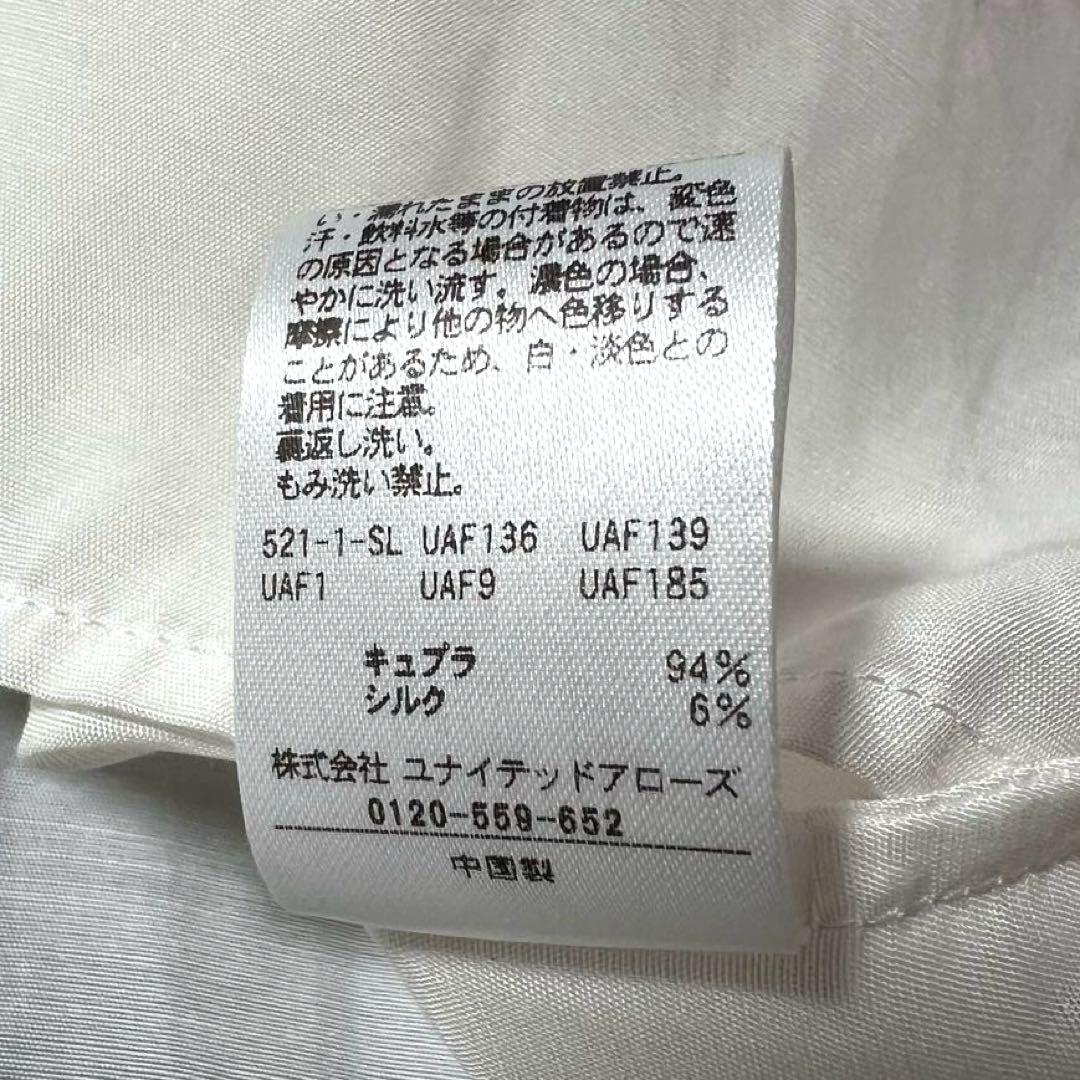 い・濡れたままの放置禁止。
汗・飲料水等の付着物は、変色
の原因となる場合があるので速
やかに洗い流す。濃色の場合、
摩擦により他の物へ色移りする
ことがあるため、白・淡色との
着用に注意。
裏返し洗い。
もみ洗い禁止。
521-1-SL UAF136 UAF139
UAF1 UAF9 UAF185
キュプラ 94%
シルク 6%
株式会社 ユナイテッドアローズ
0120-559-652
中国製